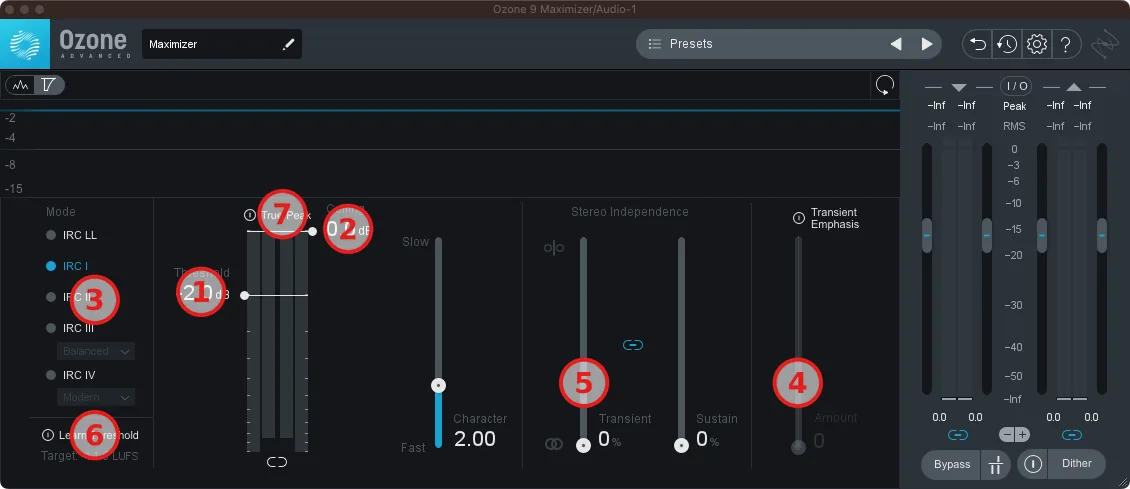 Ozone 9 Maximizer/Audio-1
Ozone
ADVANCED
Maximizer
Presets
?
I / O
-Inf -Inf Peak -Inf -Inf
-Inf -Inf RMS -Inf -Inf
-2
-4
-8
-15
0
-3
-6
-10
-15
-20
-30
-40
-50
-Inf
Mode
IRC LL
IRC I
3
IRC III
Balanced
IRC IV
Modern
6
Target:
LUFS
7
True Peak
2
Threshold
1
dB
Slow
Fast
Character
2.00
Stereo Independence
5
Transient
0%
Sustain
0%
Transient
Emphasis
4
Amount
0
0.0 0.0 0.0 0.0
Bypass
Dither